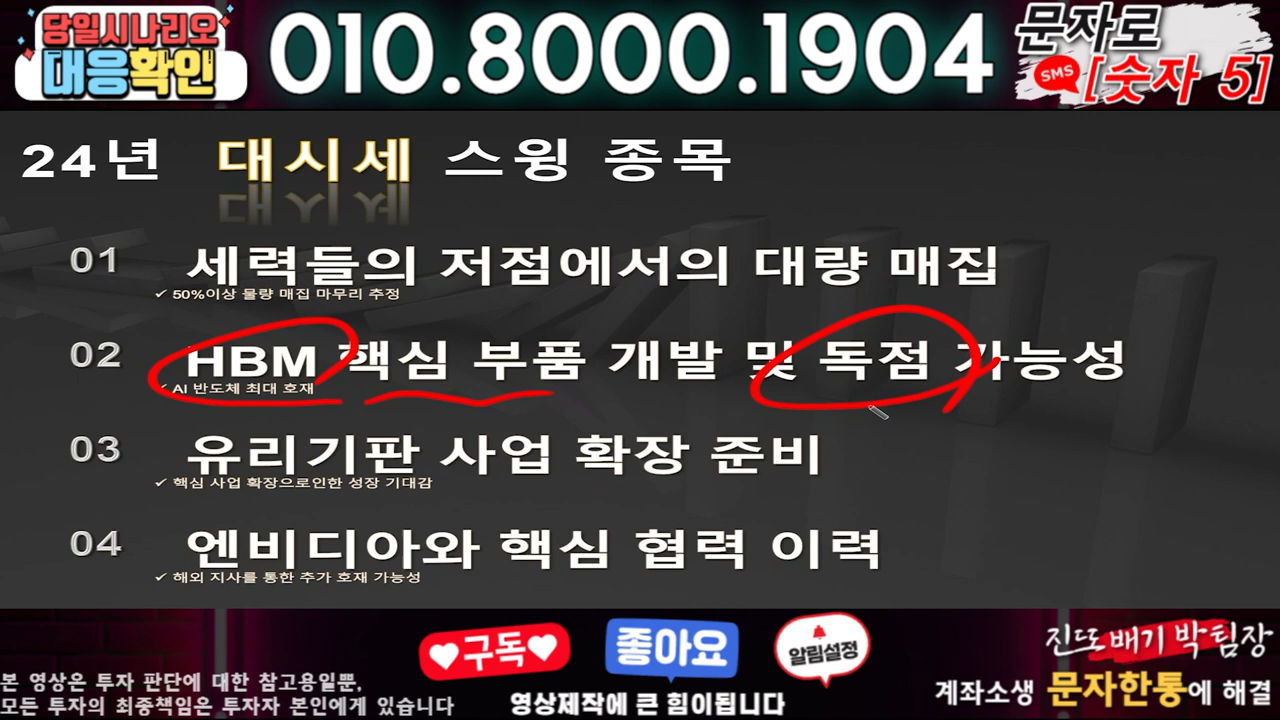 당일시나리오
대응확인
010.8000.1904
문자로
SMS
[숫자 5]
24년 대시세 스윙 종목
01 세력들의 저점에서의 대량 매집
✓ 50%이상 물량 매집 마무리 추정
02 HBM 핵심 부품 개발 및 독점 가능성
✓ AI 반도체 최대 호재
03 유리기판 사업 확장 준비
✓ 핵심 사업 확장으로인한 성장 기대감
04 엔비디아와 핵심 협력 이력
✓ 해외 지사를 통한 추가 호재 가능성
본 영상은 투자 판단에 대한 참고용일뿐,
모든 투자의 최종책임은 투자자 본인에게 있습니다
구독
좋아요
알림설정
영상제작에 큰 힘이됩니다
진또배기 박팀장
계좌소생 문자한통에 해결